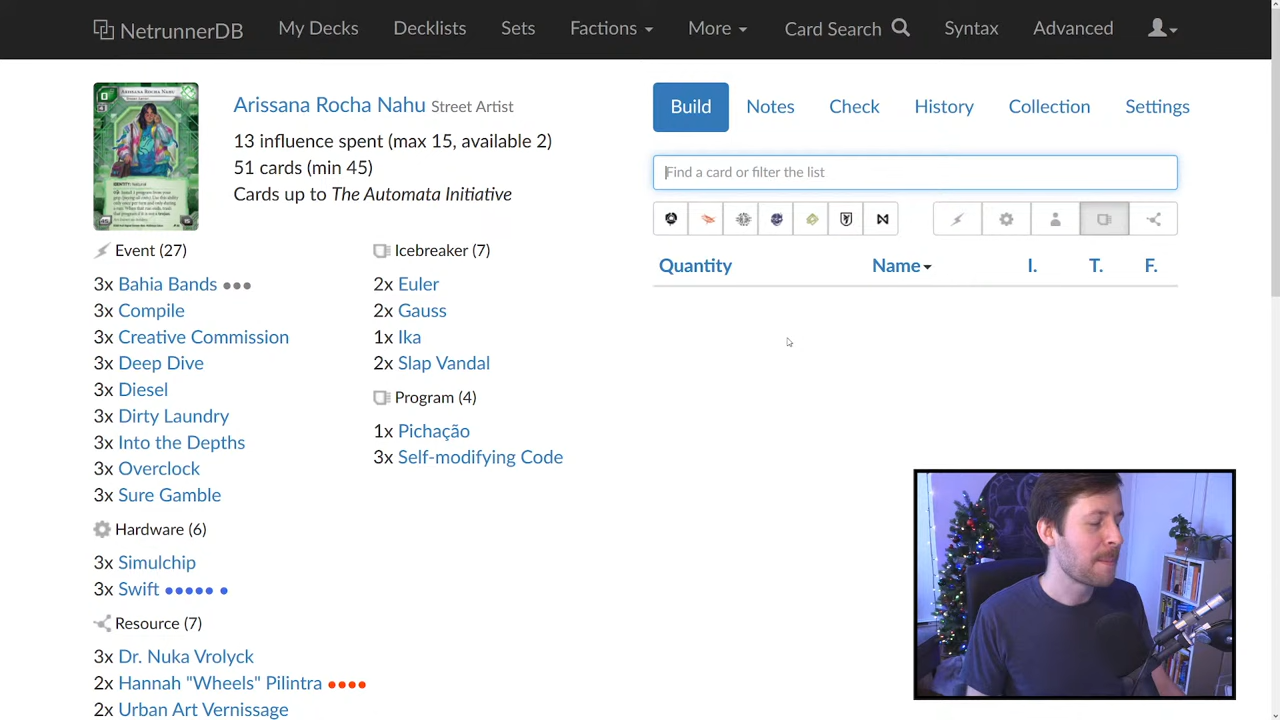 NetrunnerDB My Decks Decklists Sets Factions More Card Search Syntax Advanced
Arissana Rocha Nahu Street Artist
13 influence spent (max 15, available 2)
51 cards (min 45)
Cards up to The Automata Initiative
Event (27)
3x Bahia Bands
3x Compile
3x Creative Commission
3x Deep Dive
3x Diesel
3x Dirty Laundry
3x Into the Depths
3x Overclock
3x Sure Gamble
Hardware (6)
3x Simulchip
3x Swift
Resource (7)
3x Dr. Nuka Vrolyck
2x Hannah "Wheels" Pilintra
2x Urban Art Vernissage
Icebreaker (7)
2x Euler
2x Gauss
1x Ika
2x Slap Vandal
Program (4)
1x Pichação
3x Self-modifying Code
Build Notes Check History Collection Settings
Find a card or filter the list
Quantity Name I. T. F.